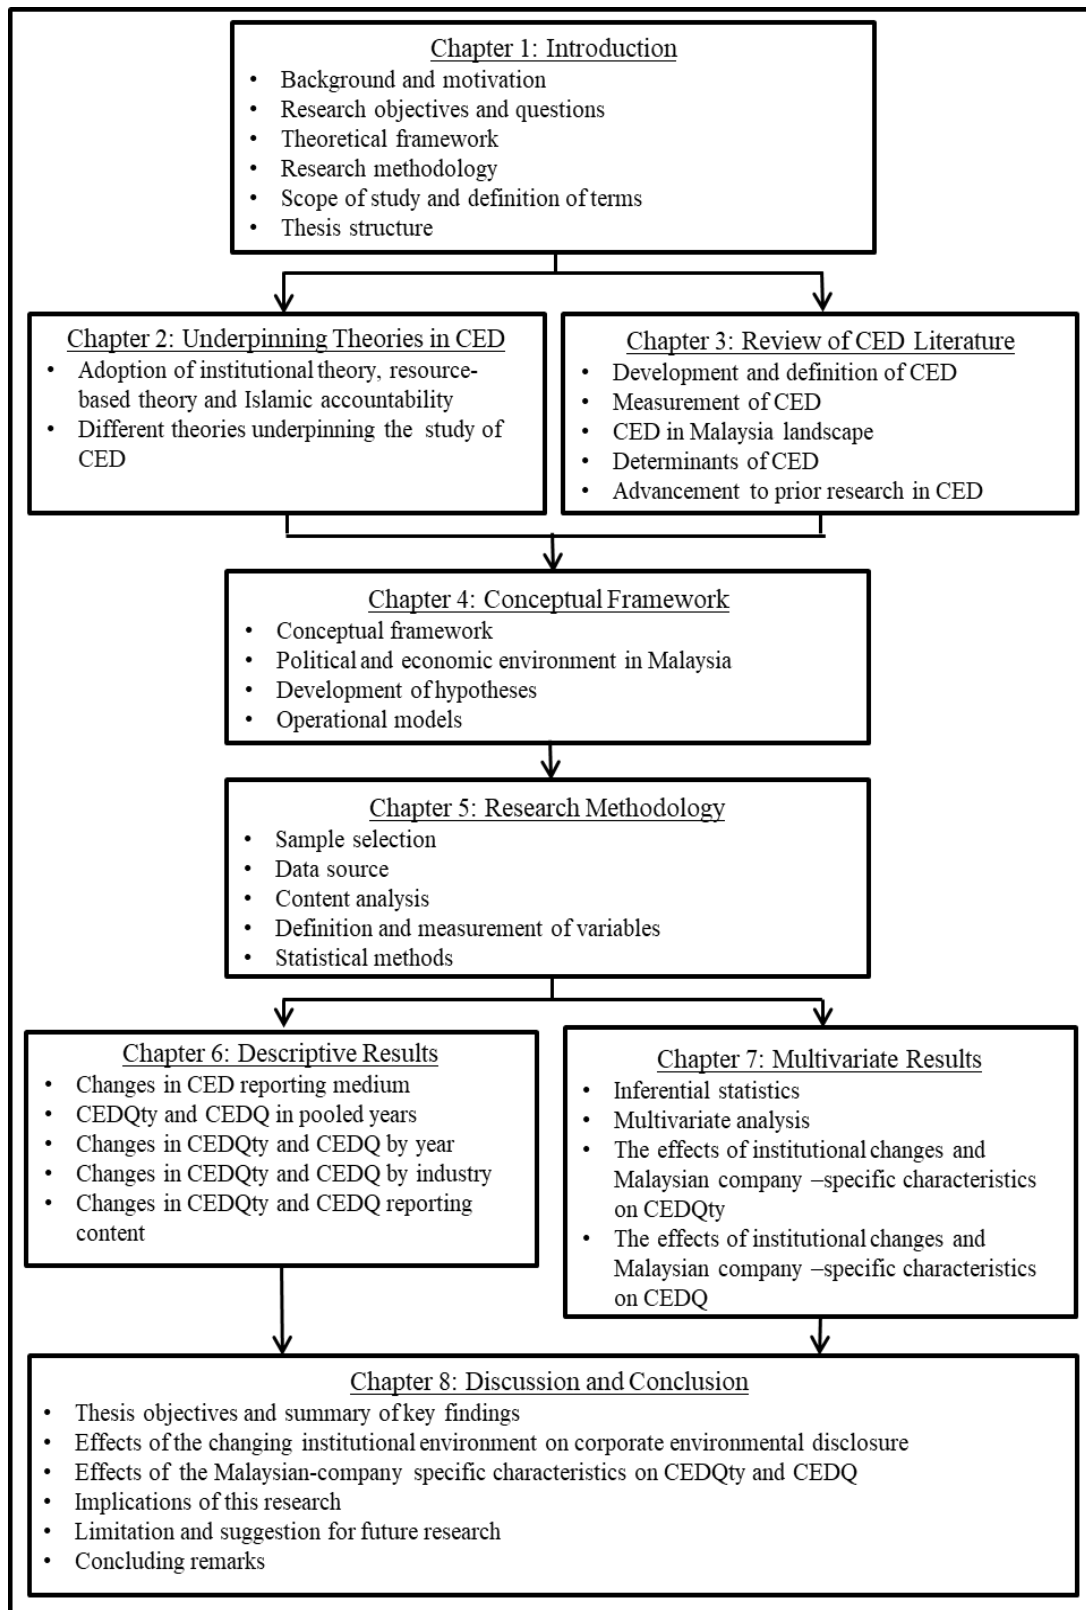 Chapter 1: Introduction
• Background and motivation
• Research objectives and questions
• Theoretical framework
• Research methodology
• Scope of study and definition of terms
• Thesis structure
Chapter 2: Underpinning Theories in CED
• Adoption of institutional theory, resource-
based theory and Islamic accountability
• Different theories underpinning the study of
CED
Chapter 3: Review of CED Literature
• Development and definition of CED
• Measurement of CED
• CED in Malaysia landscape
• Determinants of CED
• Advancement to prior research in CED
Chapter 4: Conceptual Framework
• Conceptual framework
• Political and economic environment in Malaysia
• Development of hypotheses
• Operational models
Chapter 5: Research Methodology
• Sample selection
• Data source
• Content analysis
• Definition and measurement of variables
• Statistical methods
Chapter 6: Descriptive Results
• Changes in CED reporting medium
• CEDQty and CEDQ in pooled years
• Changes in CEDQty and CEDQ by year
• Changes in CEDQty and CEDQ by industry
• Changes in CEDQty and CEDQ reporting
content
Chapter 7: Multivariate Results
• Inferential statistics
• Multivariate analysis
• The effects of institutional changes and
Malaysian company –specific characteristics
on CEDQty
• The effects of institutional changes and
Malaysian company –specific characteristics
on CEDQ
Chapter 8: Discussion and Conclusion
• Thesis objectives and summary of key findings
• Effects of the changing institutional environment on corporate environmental disclosure
• Effects of the Malaysian-company specific characteristics on CEDQty and CEDQ
• Implications of this research
• Limitation and suggestion for future research
• Concluding remarks